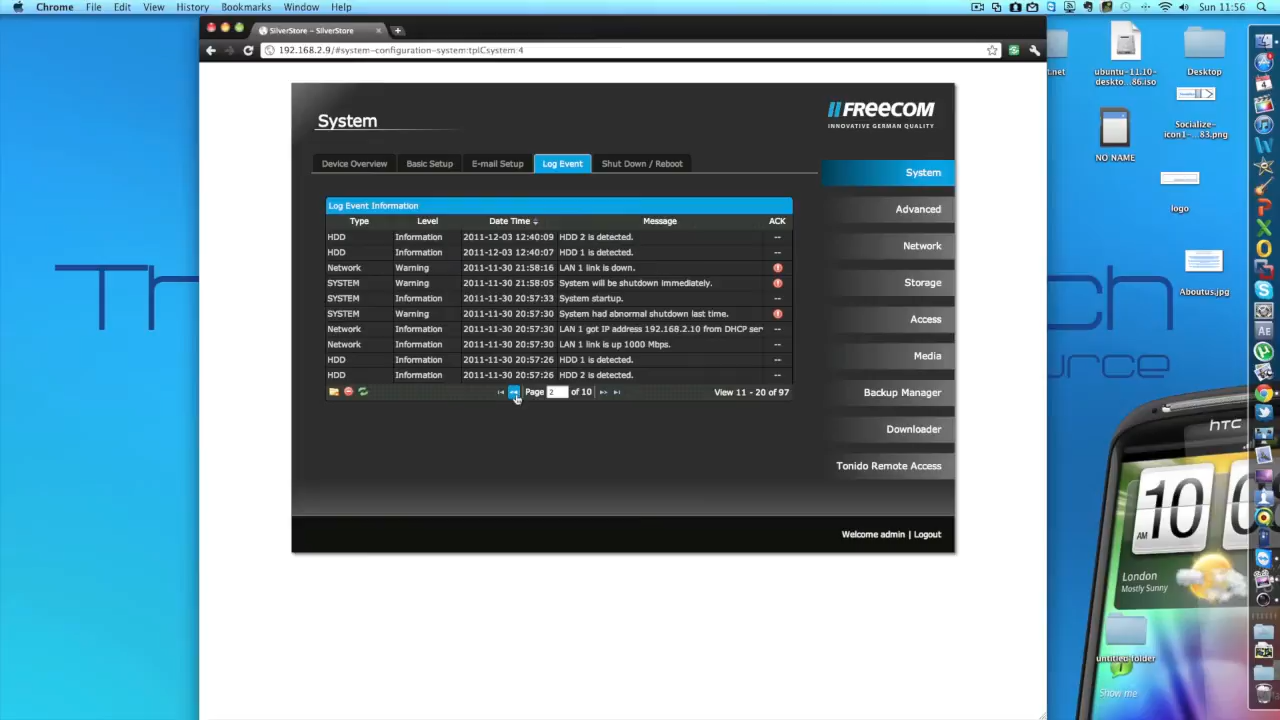 Chrome File Edit View History Bookmarks Window Help
Sun 11:56
SilverStore – SilverStore
192.168.2.9/#system-configuration-system:tplCsystem:4
System
FREECOM
INNOVATIVE GERMAN QUALITY
Device Overview Basic Setup E-mail Setup Log Event Shut Down / Reboot
Log Event Information
Type Level Date Time Message ACK
HDD Information 2011-12-03 12:40:09 HDD 2 is detected. --
HDD Information 2011-12-03 12:40:07 HDD 1 is detected. --
Network Warning 2011-11-30 21:58:16 LAN 1 link is down.
SYSTEM Warning 2011-11-30 21:58:05 System will be shutdown immediately.
SYSTEM Information 2011-11-30 20:57:33 System startup. --
SYSTEM Warning 2011-11-30 20:57:30 System had abnormal shutdown last time.
Network Information 2011-11-30 20:57:30 LAN 1 got IP address 192.168.2.10 from DHCP ser --
Network Information 2011-11-30 20:57:30 LAN 1 link is up 1000 Mbps. --
HDD Information 2011-11-30 20:57:26 HDD 1 is detected. --
HDD Information 2011-11-30 20:57:26 HDD 2 is detected. --
Page 2 of 10
View 11 - 20 of 97
System
Advanced
Network
Storage
Access
Media
Backup Manager
Downloader
Tonido Remote Access
Welcome admin | Logout
t.net
ubuntu-11.10-
deskto...86.iso
Desktop
Socialize-
icon1-...83.png
NO NAME
logo
Aboutus.jpg
Th
ch
ource
hTC
10
AM
London
Mostly Sunny
untitled folder
Show me